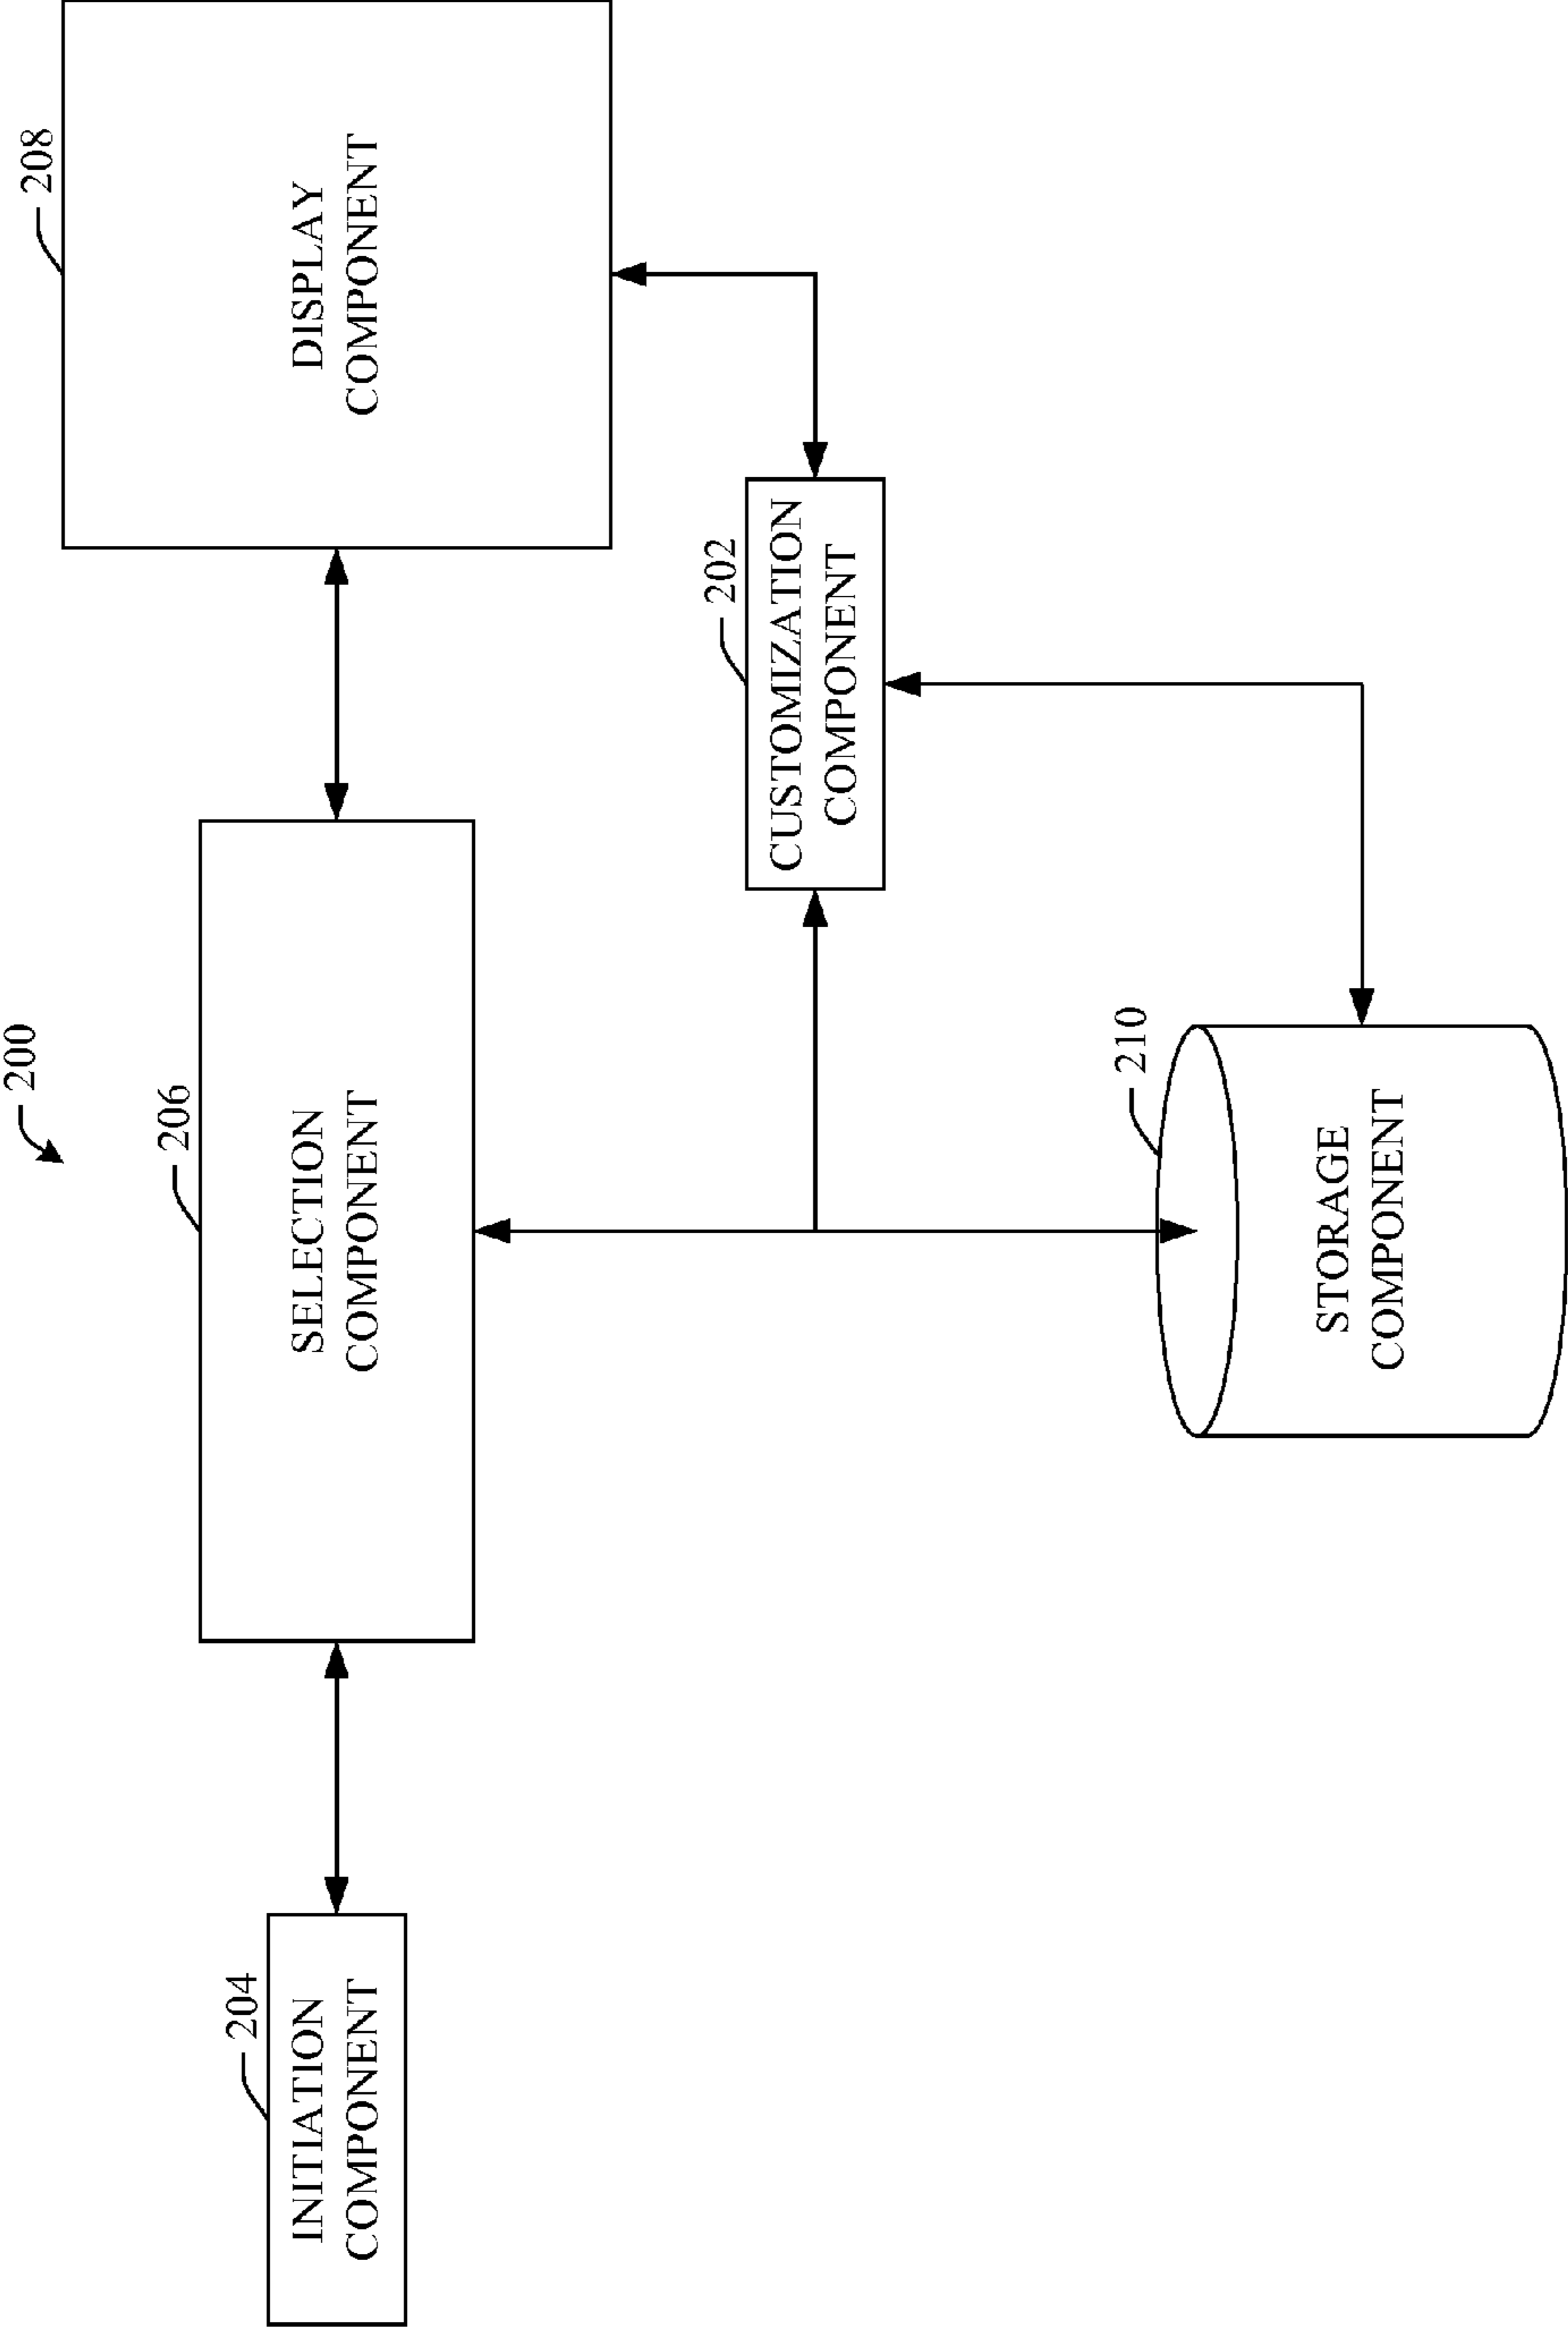 200
204
INITIATION
COMPONENT
206
SELECTION
COMPONENT
208
DISPLAY
COMPONENT
202
CUSTOMIZATION
COMPONENT
210
STORAGE
COMPONENT